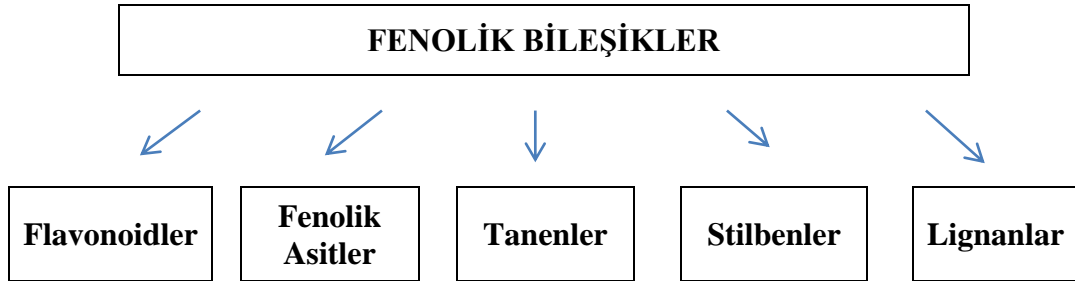 FENOLİK BİLEŞİKLER
Flavonoidler
Fenolik
Asitler
Tanenler
Stilbenler
Lignanlar